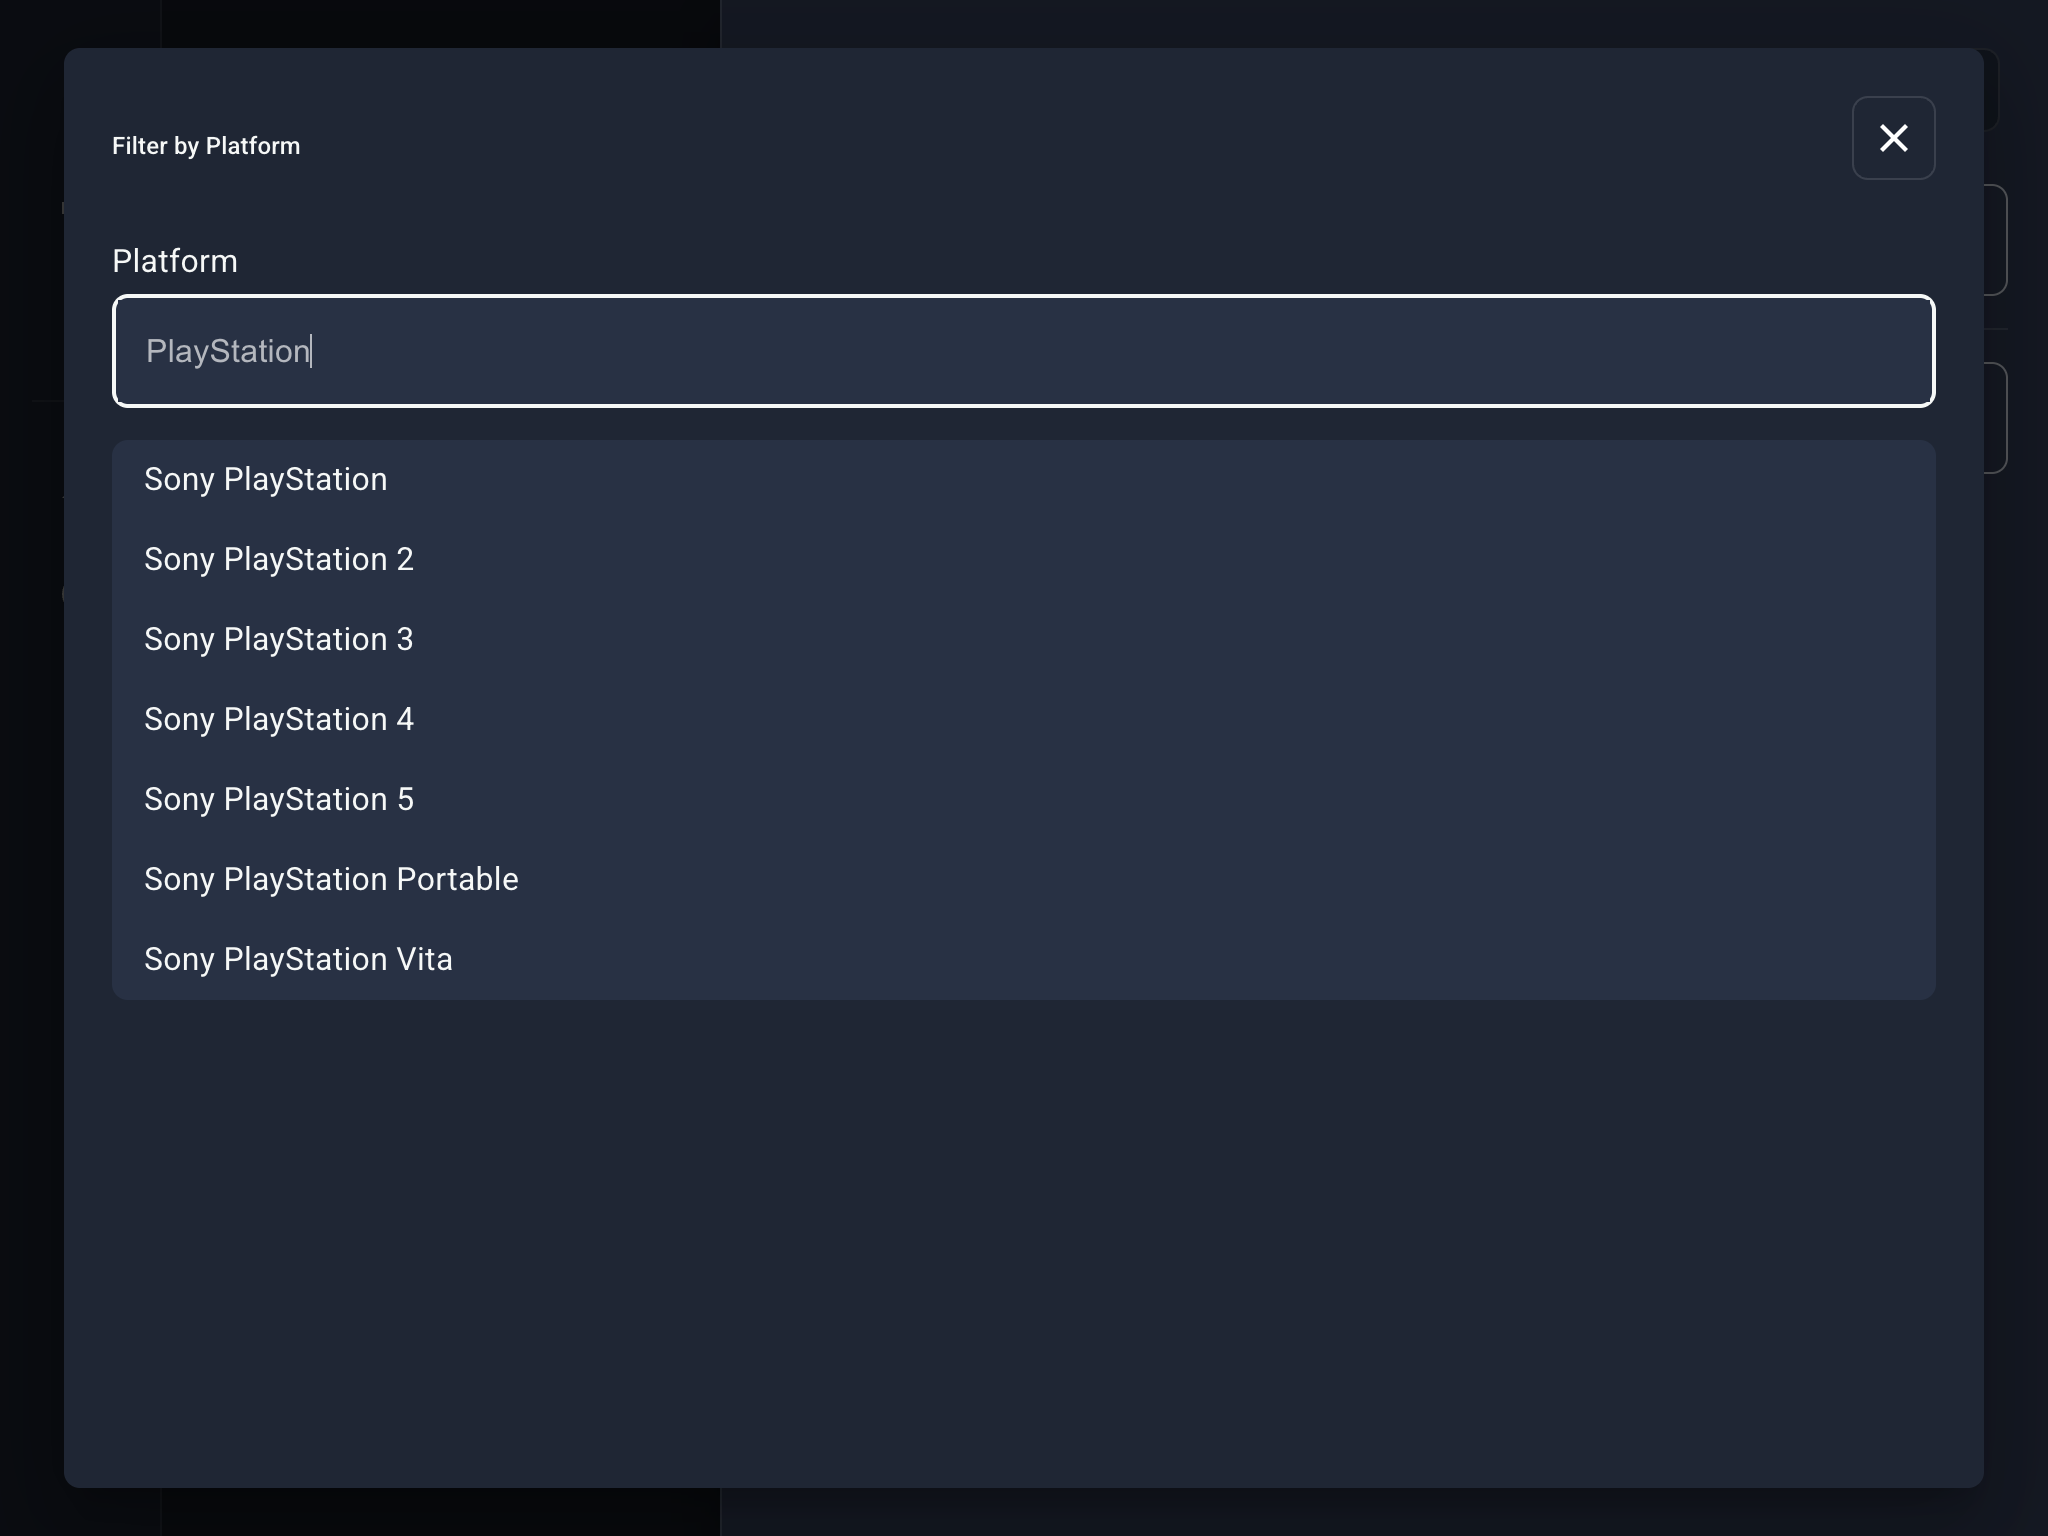 Filter by Platform
Platform
PlayStation
Sony PlayStation
Sony PlayStation 2
Sony PlayStation 3
Sony PlayStation 4
Sony PlayStation 5
Sony PlayStation Portable
Sony PlayStation Vita